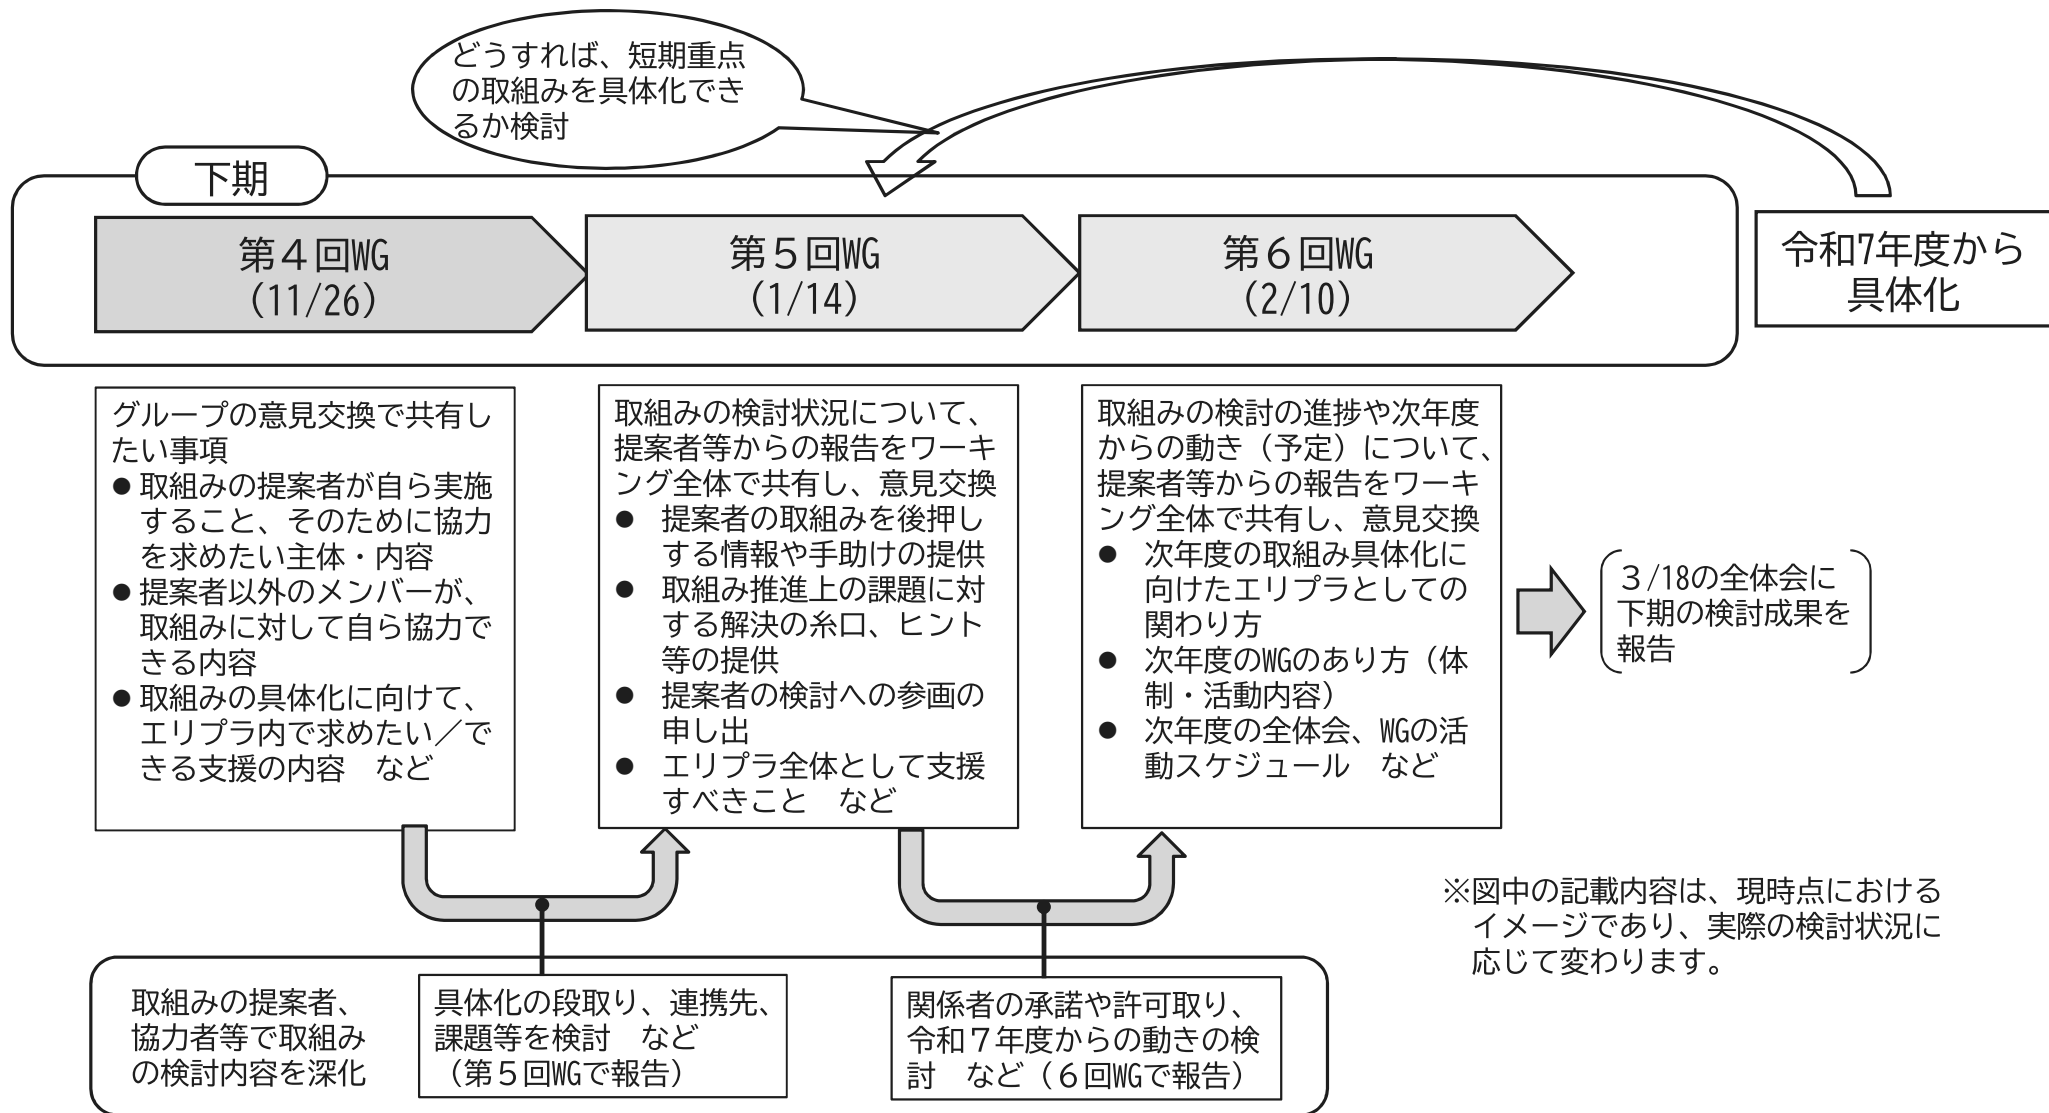 どうすれば、短期重点
の取組みを具体化でき
るか検討
下期
第４回WG
(11/26)
第５回WG
(1/14)
第６回WG
(2/10)
令和7年度から
具体化
グループの意見交換で共有し
たい事項
●取組みの提案者が自ら実施
すること、そのために協力
を求めたい主体・内容
●提案者以外のメンバーが、
取組みに対して自ら協力で
きる内容
●取組みの具体化に向けて、
エリプラ内で求めたい／で
きる支援の内容　など
取組みの検討状況について、
提案者等からの報告をワーキ
ング全体で共有し、意見交換
●　提案者の取組みを後押し
する情報や手助けの提供
●　取組み推進上の課題に対
する解決の糸口、ヒント
等の提供
●　提案者の検討への参画の
申し出
●　エリプラ全体として支援
すべきこと　など
取組みの検討の進捗や次年度
からの動き（予定）について、
提案者等からの報告をワーキ
ング全体で共有し、意見交換
●　次年度の取組み具体化に
向けたエリプラとしての
関わり方
●　次年度のWGのあり方（体
制・活動内容）
●　次年度の全体会、WGの活
動スケジュール　など
３/18の全体会に
下期の検討成果を
報告
※図中の記載内容は、現時点における
イメージであり、実際の検討状況に
応じて変わります。
取組みの提案者、
協力者等で取組み
の検討内容を深化
具体化の段取り、連携先、
課題等を検討　など
（第５回WGで報告）
関係者の承諾や許可取り、
令和７年度からの動きの検
討　など（６回WGで報告）